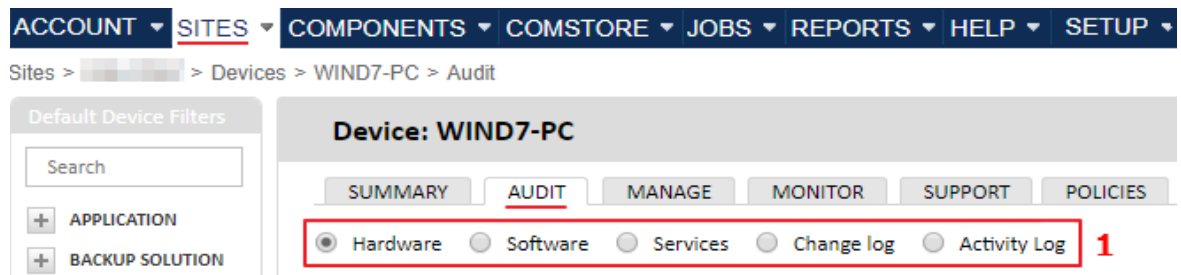 ACCOUNT SITES COMPONENTS COMSTORE JOBS REPORTS HELP SETUP
Sites > > Devices > WIND7-PC > Audit
Default Device Filters
Device: WIND7-PC
Search
SUMMARY AUDIT MANAGE MONITOR SUPPORT POLICIES
APPLICATION
Hardware Software Services Change log Activity Log 1
BACKUP SOLUTION